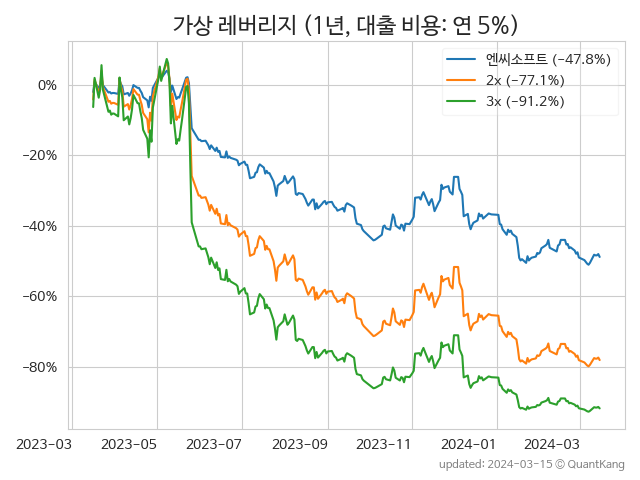 가상 레버리지 (1년, 대출 비용: 연 5%)
엔씨소프트 (−47.8%)
2x (−77.1%)
3x (−91.2%)
0%
−20%
−40%
−60%
−80%
2023-03 2023-05 2023-07 2023-09 2023-11 2024-01 2024-03
updated: 2024-03-15 © QuantKang